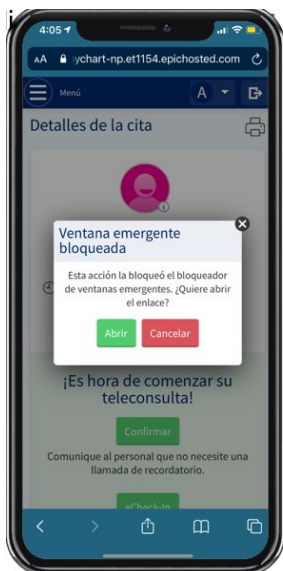 4:05
AA ychart-np.et1154.epichosted.com
Menú A
Detalles de la cita
Ventana emergente
bloqueada
Esta acción la bloqueó el bloqueador
de ventanas emergentes. ¿Quiere abrir
el enlace?
Abrir Cancelar
¡Es hora de comenzar su
teleconsulta!
Confirmar
Comunique al personal que no necesite una
llamada de recordatorio.
eCheck-In